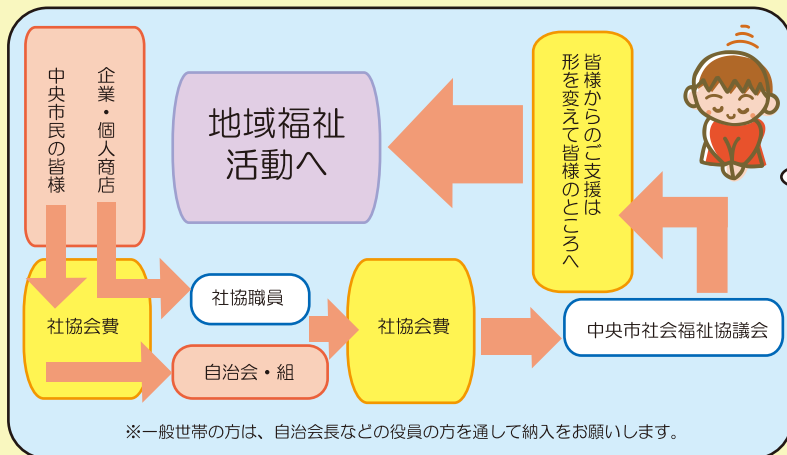 企業・個人商店
中央市民の皆様
地域福祉
活動へ
皆様からのご支援は
形を変えて皆様のところへ
社協会費
社協職員
自治会・組
社協会費
中央市社会福祉協議会
※一般世帯の方は、自治会長などの役員の方を通して納入をお願いします。